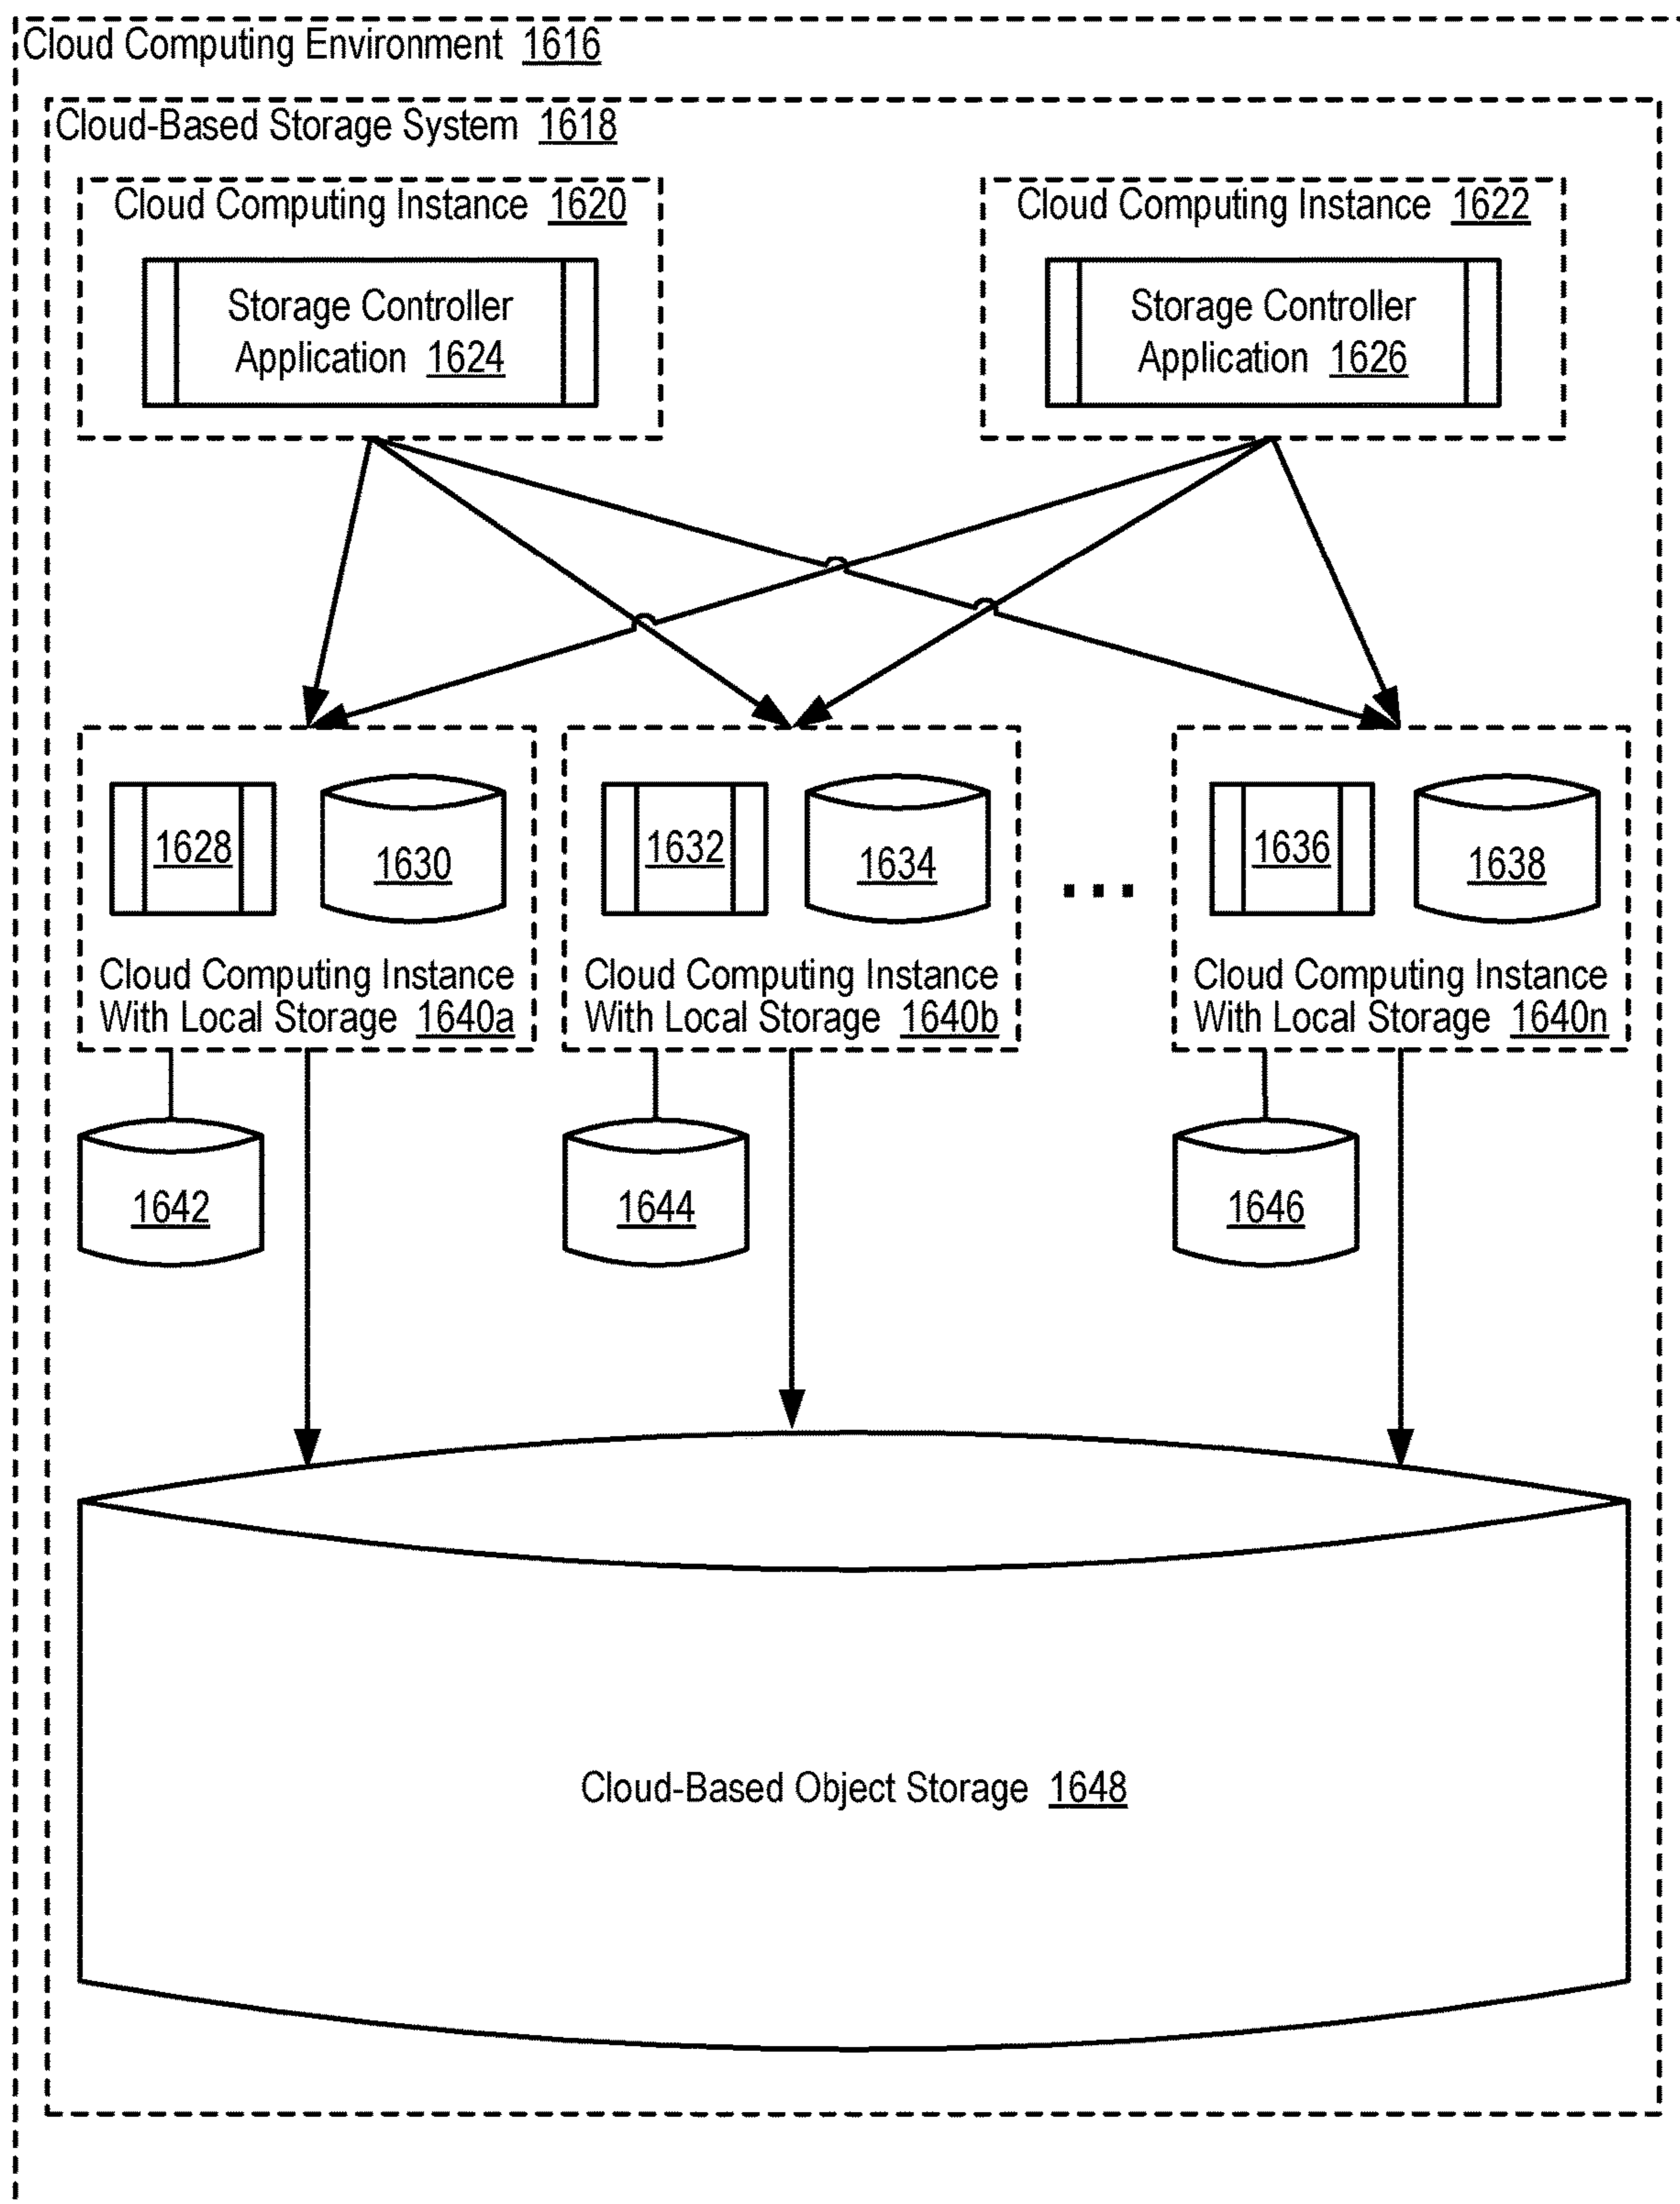 Cloud Computing Environment 1616
Cloud-Based Storage System 1618
Cloud Computing Instance 1620
Storage Controller
Application 1624
Cloud Computing Instance 1622
Storage Controller
Application 1626
1628
1630
Cloud Computing Instance
With Local Storage 1640a
1632
1634
Cloud Computing Instance
With Local Storage 1640b
...
1636
1638
Cloud Computing Instance
With Local Storage 1640n
1642
1644
1646
Cloud-Based Object Storage 1648